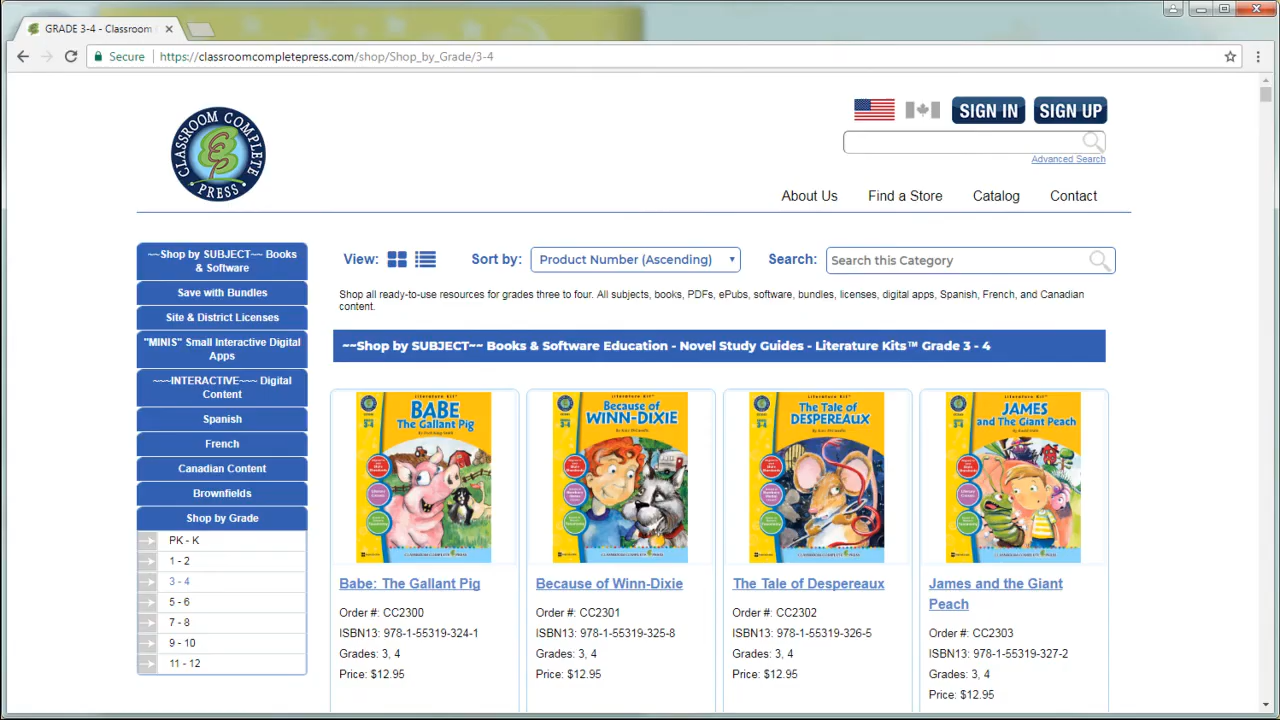 GRADE 3-4 - Classroom
Secure
https://classroomcompletepress.com/shop/Shop_by_Grade/3-4
CLASSROOM COMPLETE
PRESS
SIGN IN
SIGN UP
Advanced Search
About Us
Find a Store
Catalog
Contact
~~Shop by SUBJECT~~ Books
& Software
Save with Bundles
Site & District Licenses
"MINIS" Small Interactive Digital
Apps
~~~INTERACTIVE~~~ Digital
Content
Spanish
French
Canadian Content
Brownfields
Shop by Grade
PK - K
1 - 2
3 - 4
5 - 6
7 - 8
9 - 10
11 - 12
View:
Sort by:
Product Number (Ascending)
Search:
Search this Category
Shop all ready-to-use resources for grades three to four. All subjects, books, PDFs, ePubs, software, bundles, licenses, digital apps, Spanish, French, and Canadian
content.
~~Shop by SUBJECT~~ Books & Software Education - Novel Study Guides - Literature Kits™ Grade 3 - 4
Literature Kit™
BABE
The Gallant Pig
Babe: The Gallant Pig
Order #: CC2300
ISBN13: 978-1-55319-324-1
Grades: 3, 4
Price: $12.95
Literature Kit™
Because of
WINN-DIXIE
Because of Winn-Dixie
Order #: CC2301
ISBN13: 978-1-55319-325-8
Grades: 3, 4
Price: $12.95
Literature Kit™
The Tale of
DESPEREAUX
The Tale of Despereaux
Order #: CC2302
ISBN13: 978-1-55319-326-5
Grades: 3, 4
Price: $12.95
Literature Kit™
JAMES
and The Giant Peach
James and the Giant
Peach
Order #: CC2303
ISBN13: 978-1-55319-327-2
Grades: 3, 4
Price: $12.95